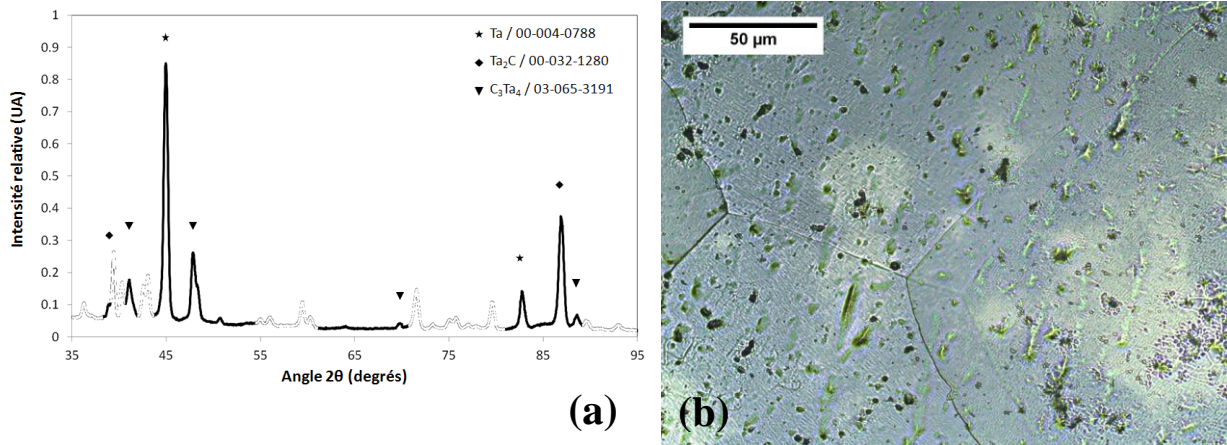 Intensité relative (UA)
1
0.9
0.8
0.7
0.6
0.5
0.4
0.3
0.2
0.1
0
35
45
55
65
75
85
95
Angle 2θ (degrés)
Ta / 00-004-0788
Ta₂C / 00-032-1280
C₃Ta₄ / 03-065-3191
(a)
50 µm
(b)